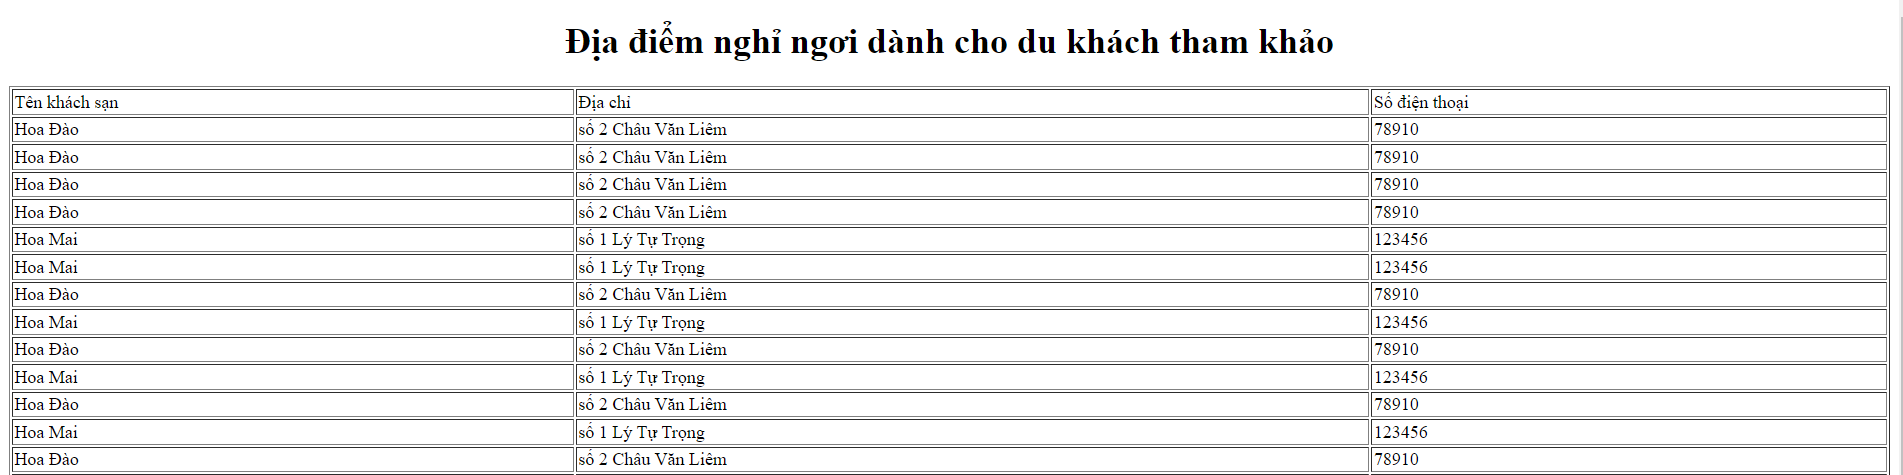 Địa điểm nghỉ ngơi dành cho du khách tham khảo
Tên khách sạn Địa chỉ Số điện thoại
Hoa Đào số 2 Châu Văn Liêm 78910
Hoa Đào số 2 Châu Văn Liêm 78910
Hoa Đào số 2 Châu Văn Liêm 78910
Hoa Đào số 2 Châu Văn Liêm 78910
Hoa Mai số 1 Lý Tự Trọng 123456
Hoa Mai số 1 Lý Tự Trọng 123456
Hoa Đào số 2 Châu Văn Liêm 78910
Hoa Mai số 1 Lý Tự Trọng 123456
Hoa Đào số 2 Châu Văn Liêm 78910
Hoa Mai số 1 Lý Tự Trọng 123456
Hoa Đào số 2 Châu Văn Liêm 78910
Hoa Mai số 1 Lý Tự Trọng 123456
Hoa Đào số 2 Châu Văn Liêm 78910